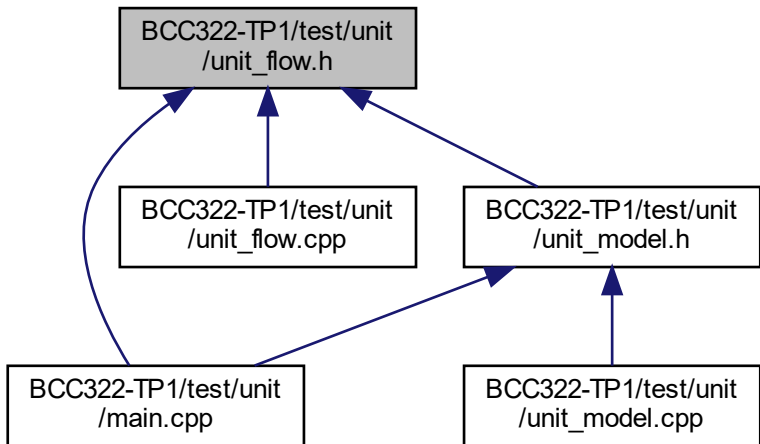 BCC322-TP1/test/unit
/unit_flow.h
BCC322-TP1/test/unit
/unit_flow.cpp
BCC322-TP1/test/unit
/unit_model.h
BCC322-TP1/test/unit
/main.cpp
BCC322-TP1/test/unit
/unit_model.cpp